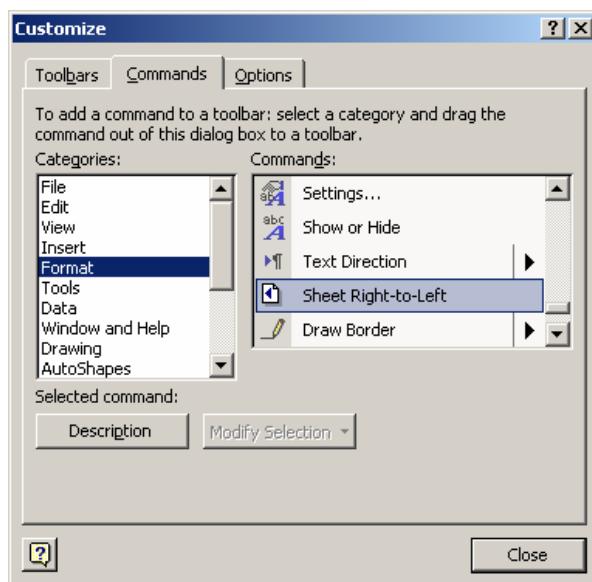 Customize
Toolbars Commands Options
To add a command to a toolbar: select a category and drag the
command out of this dialog box to a toolbar.
Categories:
File
Edit
View
Insert
Format
Tools
Data
Window and Help
Drawing
AutoShapes
Commands:
Settings...
Show or Hide
Text Direction
Sheet Right-to-Left
Draw Border
Selected command:
Description Modify Selection
Close